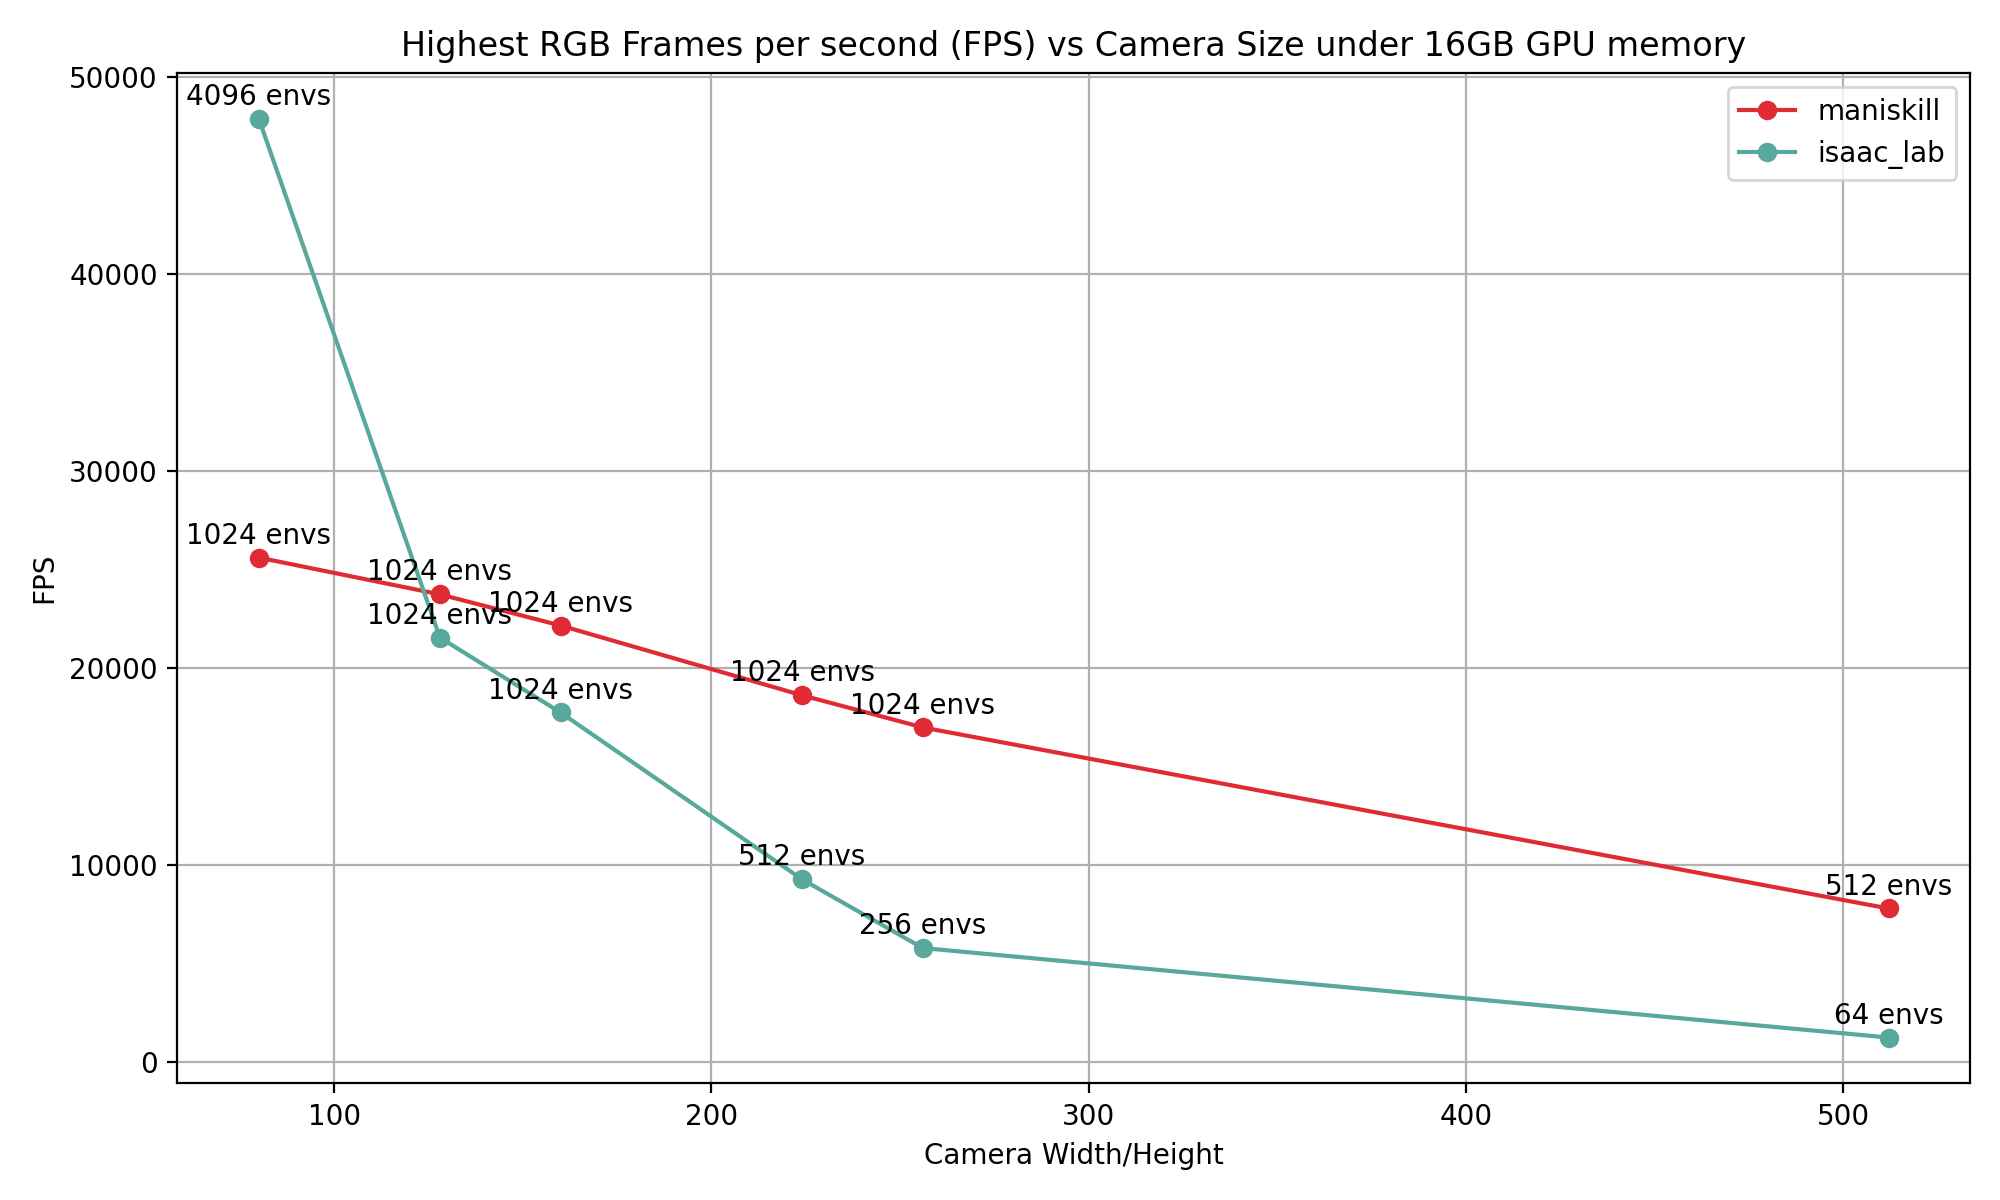 Highest RGB Frames per second (FPS) vs Camera Size under 16GB GPU memory
50000
40000
30000
20000
10000
0
FPS
4096 envs
1024 envs
1024 envs
1024 envs
1024 envs
1024 envs
1024 envs
1024 envs
512 envs
256 envs
512 envs
64 envs
maniskill
isaac_lab
100
200
300
400
500
Camera Width/Height